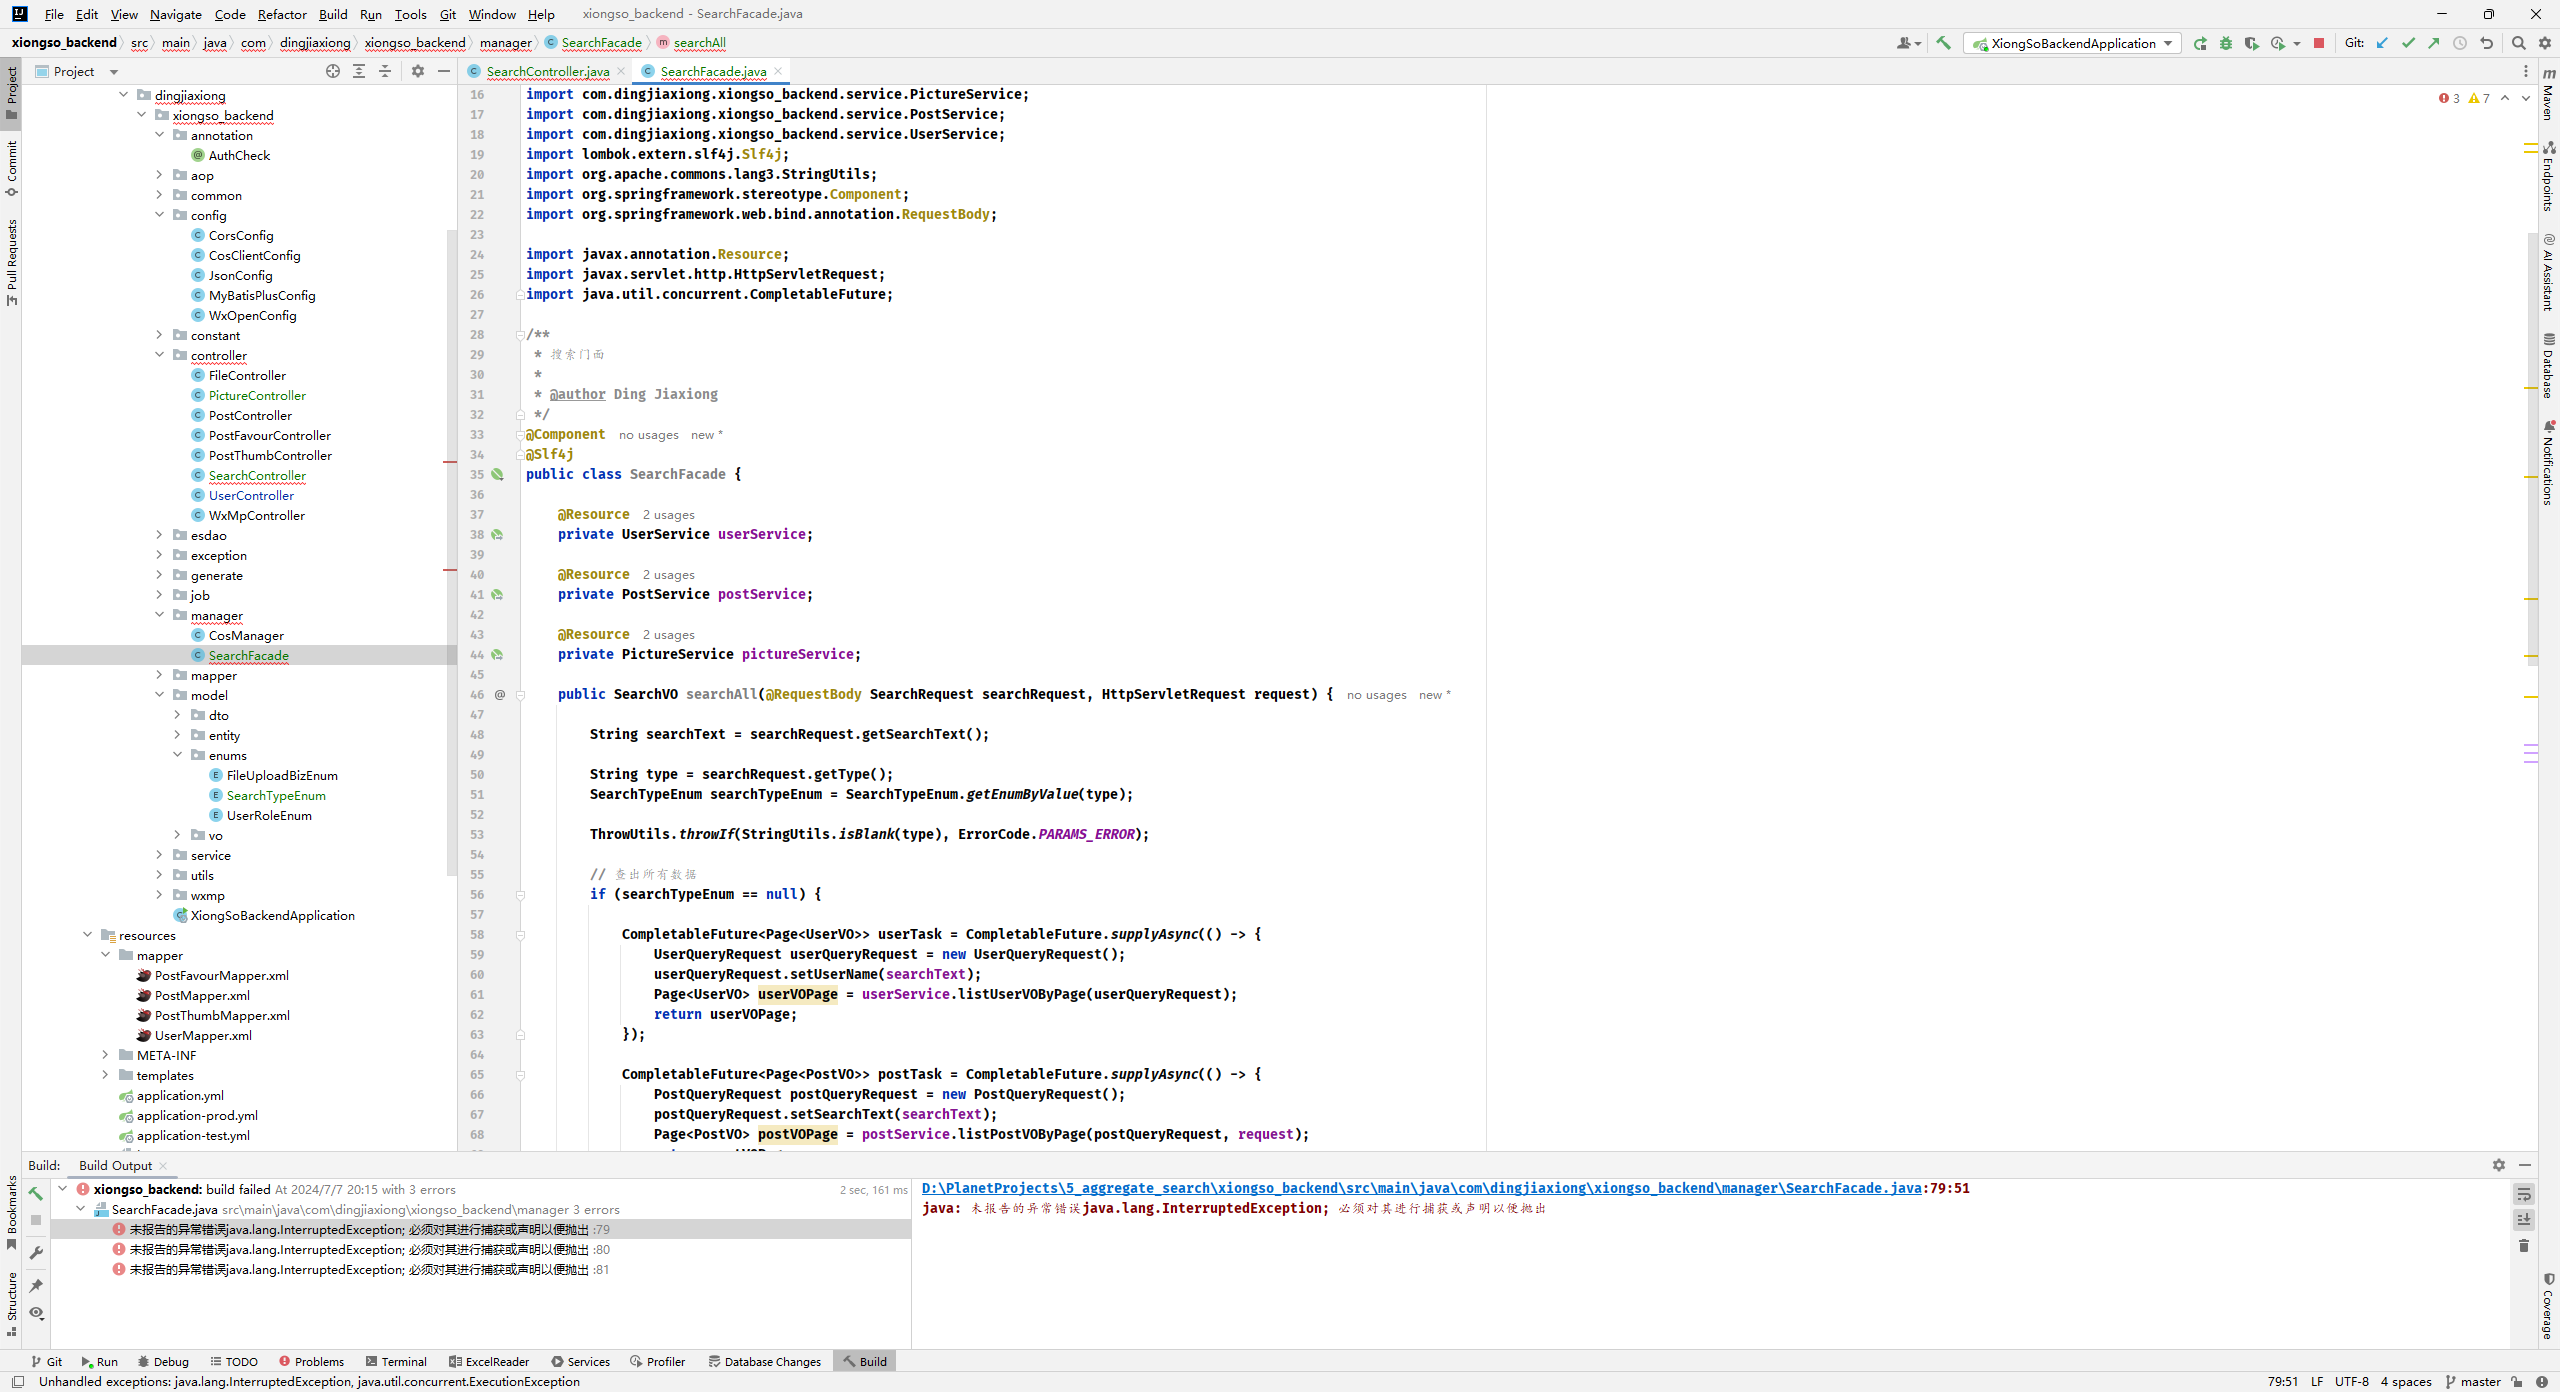 File Edit View Navigate Code Refactor Build Run Tools Git Window Help xiongso_backend - SearchFacade.java
xiongso_backend src main java com dingjiaxiong xiongso_backend manager SearchFacade searchAll
XiongSoBackendApplication Git:
Project
SearchController.java SearchFacade.java
Project
Commit
Pull Requests
Bookmarks
Structure
dingjiaxiong
xiongso_backend
annotation
AuthCheck
aop
common
config
CorsConfig
CosClientConfig
JsonConfig
MyBatisPlusConfig
WxOpenConfig
constant
controller
FileController
PictureController
PostController
PostFavourController
PostThumbController
SearchController
UserController
WxMpController
esdao
exception
generate
job
manager
CosManager
SearchFacade
mapper
model
dto
entity
enums
FileUploadBizEnum
SearchTypeEnum
UserRoleEnum
vo
service
utils
wxmp
XiongSoBackendApplication
resources
mapper
PostFavourMapper.xml
PostMapper.xml
PostThumbMapper.xml
UserMapper.xml
META-INF
templates
application.yml
application-prod.yml
application-test.yml
3 7
16 import com.dingjiaxiong.xiongso_backend.service.PictureService;
17 import com.dingjiaxiong.xiongso_backend.service.PostService;
18 import com.dingjiaxiong.xiongso_backend.service.UserService;
19 import lombok.extern.slf4j.Slf4j;
20 import org.apache.commons.lang3.StringUtils;
21 import org.springframework.stereotype.Component;
22 import org.springframework.web.bind.annotation.RequestBody;
23
24 import javax.annotation.Resource;
25 import javax.servlet.http.HttpServletRequest;
26 import java.util.concurrent.CompletableFuture;
27
28 /**
29 * 搜索门面
30 *
31 * @author Ding Jiaxiong
32 */
33 @Component no usages new *
34 @Slf4j
35 public class SearchFacade {
36
37 @Resource 2 usages
38 private UserService userService;
39
40 @Resource 2 usages
41 private PostService postService;
42
43 @Resource 2 usages
44 private PictureService pictureService;
45
46 @ public SearchVO searchAll(@RequestBody SearchRequest searchRequest, HttpServletRequest request) { no usages new *
47
48 String searchText = searchRequest.getSearchText();
49
50 String type = searchRequest.getType();
51 SearchTypeEnum searchTypeEnum = SearchTypeEnum.getEnumByValue(type);
52
53 ThrowUtils.throwIf(StringUtils.isBlank(type), ErrorCode.PARAMS_ERROR);
54
55 // 查出所有数据
56 if (searchTypeEnum == null) {
57
58 CompletableFuture<Page<UserVO>> userTask = CompletableFuture.supplyAsync(() -> {
59 UserQueryRequest userQueryRequest = new UserQueryRequest();
60 userQueryRequest.setUserName(searchText);
61 Page<UserVO> userVOPage = userService.listUserVOByPage(userQueryRequest);
62 return userVOPage;
63 });
64
65 CompletableFuture<Page<PostVO>> postTask = CompletableFuture.supplyAsync(() -> {
66 PostQueryRequest postQueryRequest = new PostQueryRequest();
67 postQueryRequest.setSearchText(searchText);
68 Page<PostVO> postVOPage = postService.listPostVOByPage(postQueryRequest, request);
Maven
Endpoints
AI Assistant
Database
Notifications
Coverage
Build: Build Output
xiongso_backend: build failed At 2024/7/7 20:15 with 3 errors 2 sec, 161 ms
SearchFacade.java src\main\java\com\dingjiaxiong\xiongso_backend\manager 3 errors
未报告的异常错误java.lang.InterruptedException; 必须对其进行捕获或声明以便抛出 :79
未报告的异常错误java.lang.InterruptedException; 必须对其进行捕获或声明以便抛出 :80
未报告的异常错误java.lang.InterruptedException; 必须对其进行捕获或声明以便抛出 :81
D:\PlanetProjects\5_aggregate_search\xiongso_backend\src\main\java\com\dingjiaxiong\xiongso_backend\manager\SearchFacade.java:79:51
java: 未报告的异常错误java.lang.InterruptedException; 必须对其进行捕获或声明以便抛出
Git Run Debug TODO Problems Terminal ExcelReader Services Profiler Database Changes Build
Unhandled exceptions: java.lang.InterruptedException, java.util.concurrent.ExecutionException 79:51 LF UTF-8 4 spaces master